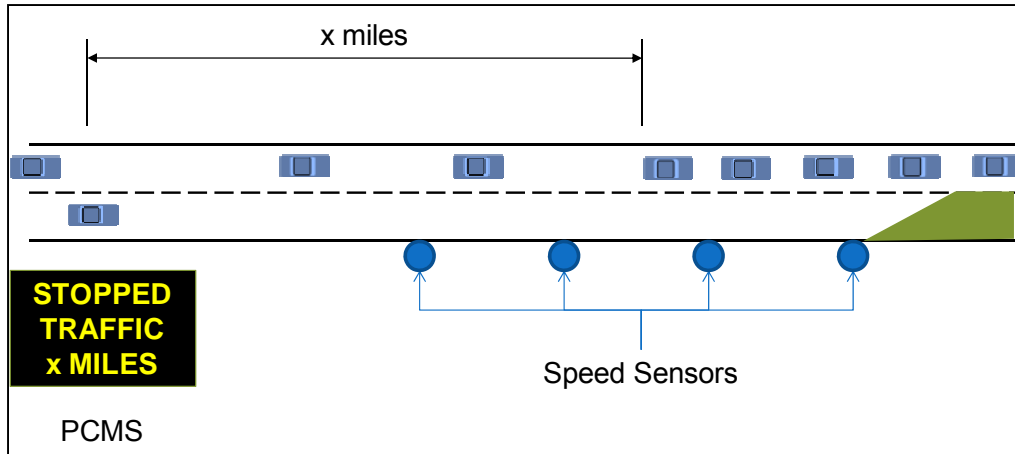 x miles
STOPPED
TRAFFIC
x MILES
Speed Sensors
PCMS